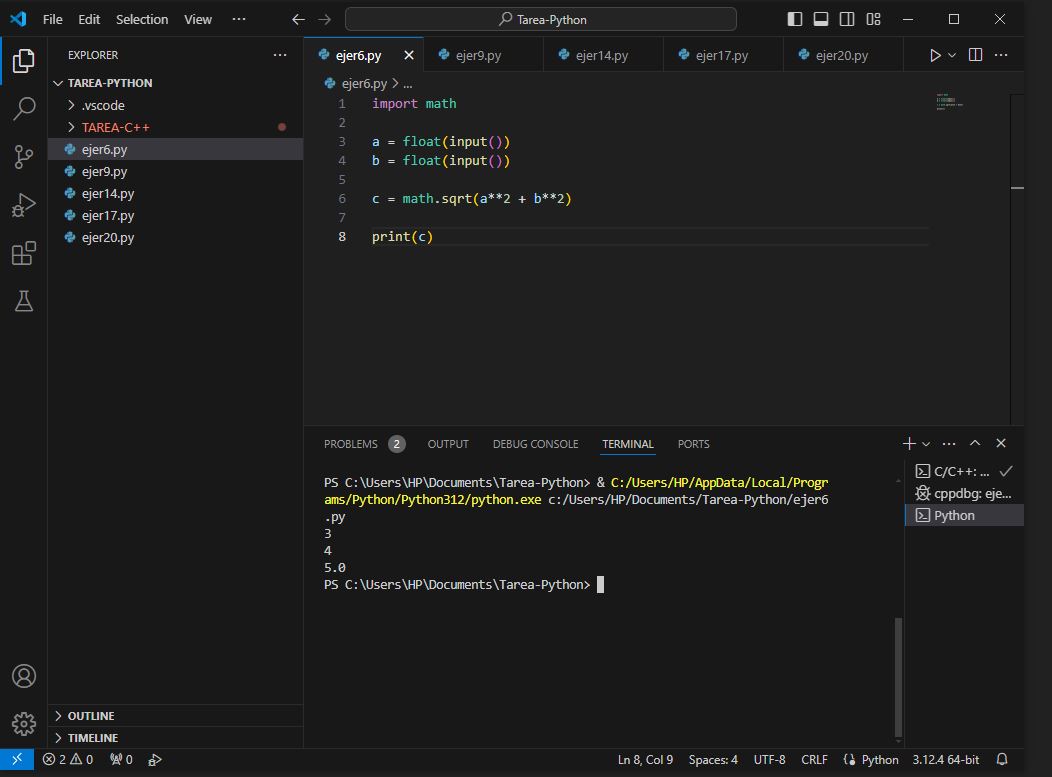 File Edit Selection View ··· Tarea-Python
EXPLORER ···
TAREA-PYTHON
.vscode
TAREA-C++
ejer6.py
ejer9.py
ejer14.py
ejer17.py
ejer20.py
OUTLINE
TIMELINE
ejer6.py ejer9.py ejer14.py ejer17.py ejer20.py ···
ejer6.py > ...
1 import math
2
3 a = float(input())
4 b = float(input())
5
6 c = math.sqrt(a**2 + b**2)
7
8 print(c)
PROBLEMS 2 OUTPUT DEBUG CONSOLE TERMINAL PORTS ···
PS C:\Users\HP\Documents\Tarea-Python> & C:/Users/HP/AppData/Local/Progr
ams/Python/Python312/python.exe c:/Users/HP/Documents/Tarea-Python/ejer6
.py
3
4
5.0
PS C:\Users\HP\Documents\Tarea-Python>
C/C++: ...
cppdbg: eje...
Python
2 0 0 Ln 8, Col 9 Spaces: 4 UTF-8 CRLF Python 3.12.4 64-bit